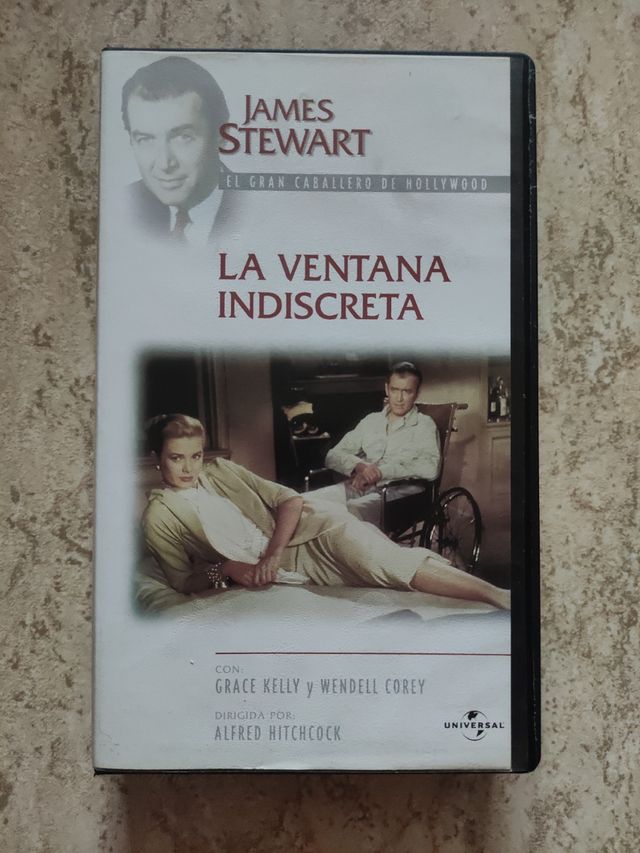 JAMES
STEWART
EL GRAN CABALLERO DE HOLLYWOOD
LA VENTANA
INDISCRETA
CON:
GRACE KELLY y WENDELL COREY
DIRIGIDA POR:
ALFRED HITCHCOCK
UNIVERSAL